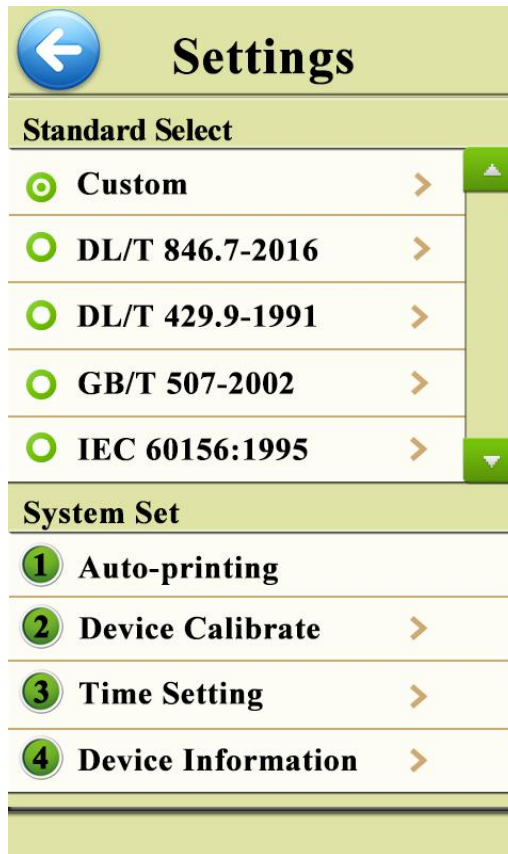 Settings
Standard Select
Custom
DL/T 846.7-2016
DL/T 429.9-1991
GB/T 507-2002
IEC 60156:1995
System Set
1 Auto-printing
2 Device Calibrate
3 Time Setting
4 Device Information